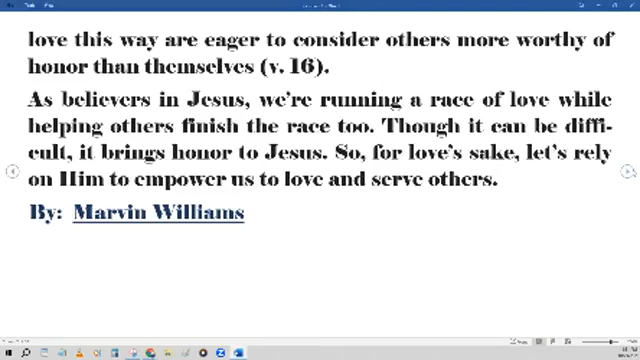 love this way are eager to consider others more worthy of
honor than themselves (v. 16).
As believers in Jesus, we're running a race of love while
helping others finish the race too. Though it can be diffi-
cult, it brings honor to Jesus. So, for love's sake, let's rely
on Him to empower us to love and serve others.
By: Marvin Williams